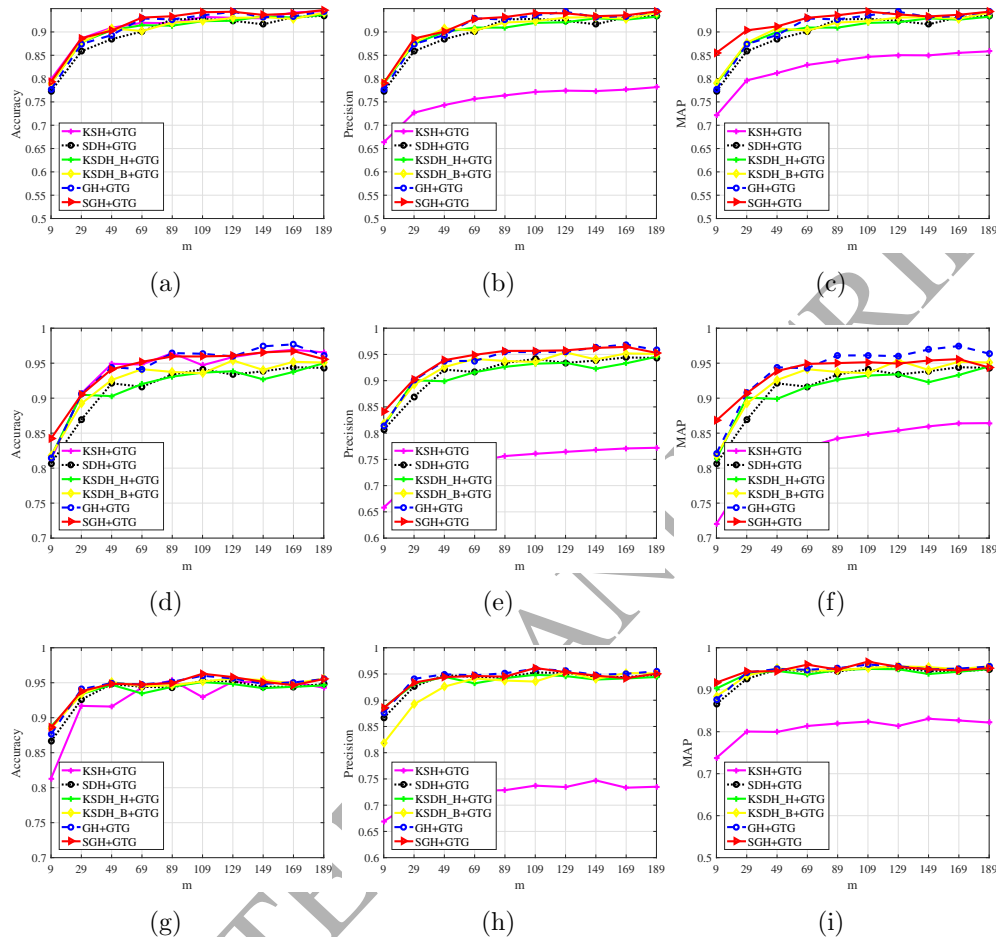 0.9
0.85
0.8
0.75
0.7
0.65
0.6
0.55
0.5
Accuracy
KSH+GTG
SDH+GTG
KSDH_H+GTG
KSDH_B+GTG
GH+GTG
SGH+GTG
9 29 49 69 89 109 129 149 169 189
m
(a)
0.9
0.85
0.8
0.75
0.7
0.65
0.6
0.55
0.5
Precision
KSH+GTG
SDH+GTG
KSDH_H+GTG
KSDH_B+GTG
GH+GTG
SGH+GTG
9 29 49 69 89 109 129 149 169 189
m
(b)
0.9
0.85
0.8
0.75
0.7
0.65
0.6
0.55
0.5
MAP
KSH+GTG
SDH+GTG
KSDH_H+GTG
KSDH_B+GTG
GH+GTG
SGH+GTG
9 29 49 69 89 109 129 149 169 189
m
(c)
1
0.95
0.9
0.85
0.8
0.75
0.7
Accuracy
KSH+GTG
SDH+GTG
KSDH_H+GTG
KSDH_B+GTG
GH+GTG
SGH+GTG
9 29 49 69 89 109 129 149 169 189
m
(d)
1
0.95
0.9
0.85
0.8
0.75
0.7
0.65
0.6
Precision
KSH+GTG
SDH+GTG
KSDH_H+GTG
KSDH_B+GTG
GH+GTG
SGH+GTG
9 29 49 69 89 109 129 149 169 189
m
(e)
1
0.95
0.9
0.85
0.8
0.75
0.7
MAP
KSH+GTG
SDH+GTG
KSDH_H+GTG
KSDH_B+GTG
GH+GTG
SGH+GTG
9 29 49 69 89 109 129 149 169 189
m
(f)
1
0.95
0.9
0.85
0.8
0.75
0.7
Accuracy
KSH+GTG
SDH+GTG
KSDH_H+GTG
KSDH_B+GTG
GH+GTG
SGH+GTG
9 29 49 69 89 109 129 149 169 189
m
(g)
1
0.95
0.9
0.85
0.8
0.75
0.7
0.65
0.6
Precision
KSH+GTG
SDH+GTG
KSDH_H+GTG
KSDH_B+GTG
GH+GTG
SGH+GTG
9 29 49 69 89 109 129 149 169 189
m
(h)
1
0.9
0.8
0.7
0.6
0.5
MAP
KSH+GTG
SDH+GTG
KSDH_H+GTG
KSDH_B+GTG
GH+GTG
SGH+GTG
9 29 49 69 89 109 129 149 169 189
m
(i)